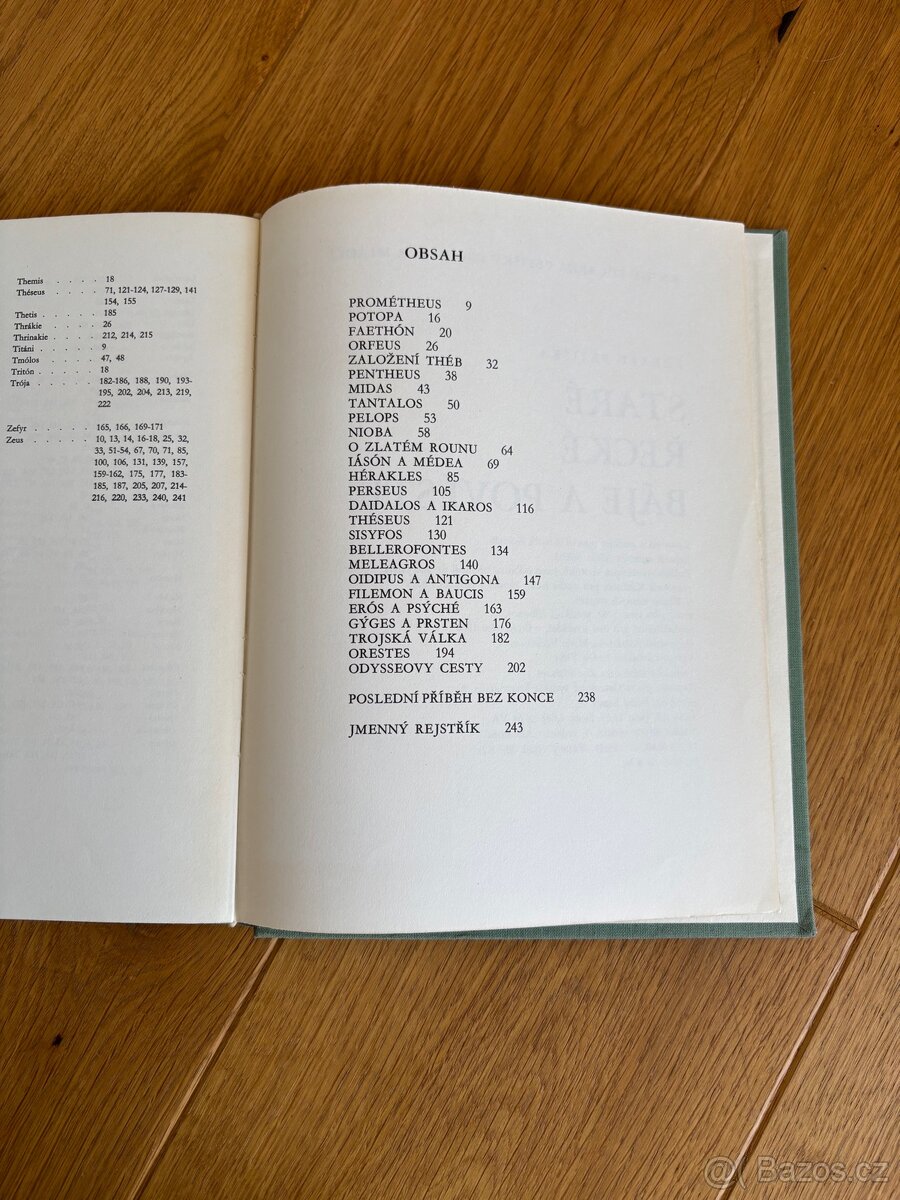 Themis . . . . 18
Théseus . . . . 71, 121-124, 127-129, 141
154, 155
Thetis . . . . . 185
Thrákie . . . . 26
Thrinakie . . . . 212, 214, 215
Titáni . . . . . 9
Tmólos . . . . 47, 48
Tritón . . . . . 18
Trója . . . . . 182-186, 188, 190, 193-
195, 202, 204, 213, 219,
222
Zefyr . . . . . 165, 166, 169-171
Zeus . . . . . 10, 13, 14, 16-18, 25, 32,
33, 51-54, 67, 70, 71, 85,
100, 106, 131, 139, 157,
159-162, 175, 177, 183-
185, 187, 205, 207, 214-
216, 220, 233, 240, 241
OBSAH
PROMÉTHEUS 9
POTOPA 16
FAETHÓN 20
ORFEUS 26
ZALOŽENÍ THÉB 32
PENTHEUS 38
MIDAS 43
TANTALOS 50
PELOPS 53
NIOBA 58
O ZLATÉM ROUNU 64
IÁSÓN A MÉDEA 69
HÉRAKLES 85
PERSEUS 105
DAIDALOS A IKAROS 116
THÉSEUS 121
SISYFOS 130
BELLEROFONTES 134
MELEAGROS 140
OIDIPUS A ANTIGONA 147
FILEMON A BAUCIS 159
ERÓS A PSÝCHÉ 163
GÝGES A PRSTEN 176
TROJSKÁ VÁLKA 182
ORESTES 194
ODYSSEOVY CESTY 202
POSLEDNÍ PŘÍBĚH BEZ KONCE 238
JMENNÝ REJSTŘÍK 243
@ Bazos.cz